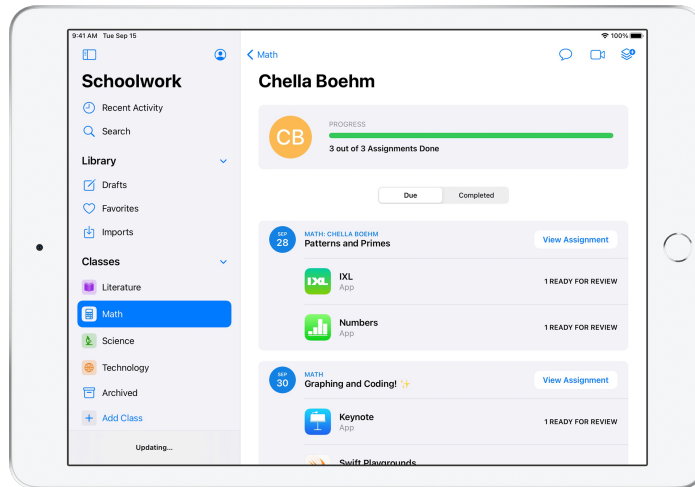 9:41 AM Tue Sep 15
100%
Schoolwork
Recent Activity
Search
Library
Drafts
Favorites
Imports
Classes
Literature
Math
Science
Technology
Archived
Add Class
Updating...
Math
Chella Boehm
CB
PROGRESS
3 out of 3 Assignments Done
Due
Completed
SEP
28
MATH: CHELLA BOEHM
Patterns and Primes
View Assignment
IXL
IXL
App
1 READY FOR REVIEW
Numbers
App
1 READY FOR REVIEW
SEP
30
MATH
Graphing and Coding! ✨
View Assignment
Keynote
App
1 READY FOR REVIEW
Swift Playgrounds